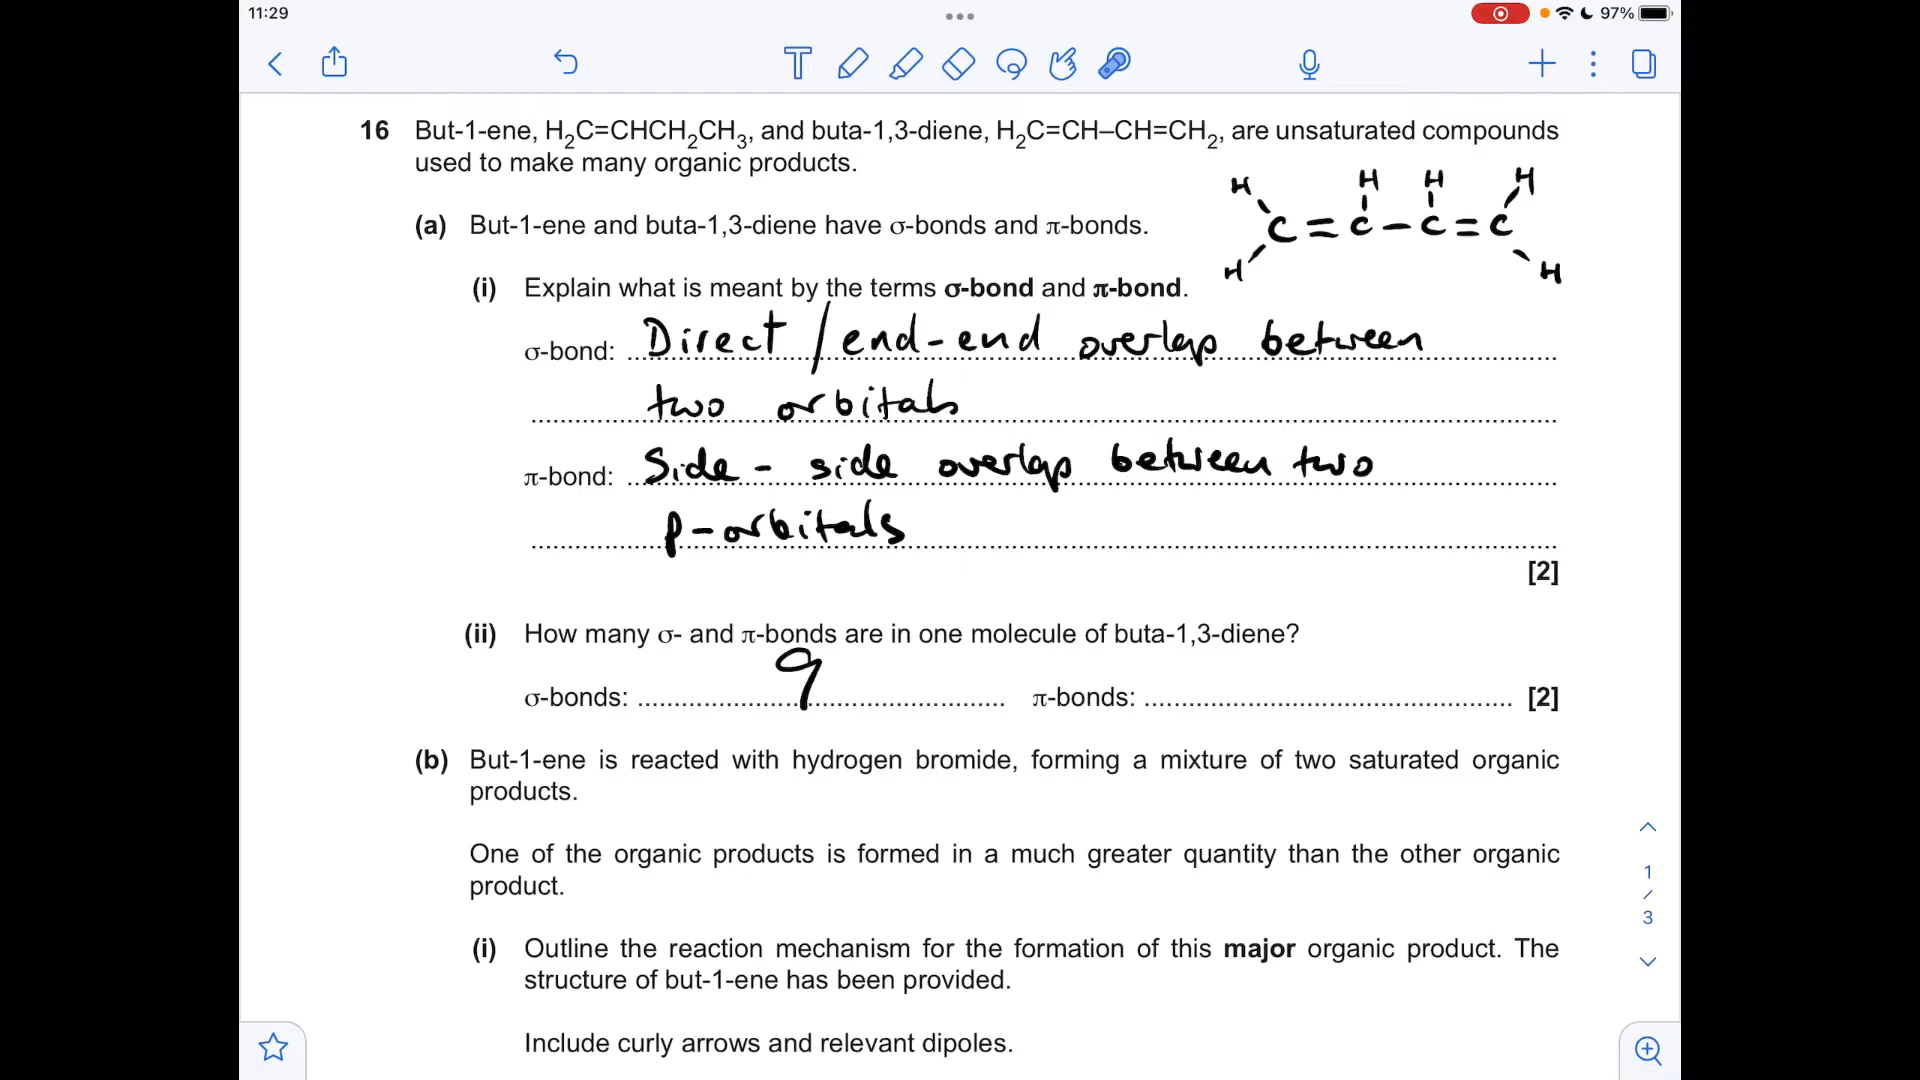 11:29
97%
16 But-1-ene, H₂C=CHCH₂CH₃, and buta-1,3-diene, H₂C=CH–CH=CH₂, are unsaturated compounds
used to make many organic products.
H H H H
(a) But-1-ene and buta-1,3-diene have σ-bonds and π-bonds.
C = C – C = C
H H
(i) Explain what is meant by the terms σ-bond and π-bond.
σ-bond: Direct / end-end overlap between
two orbitals
π-bond: Side - side overlap between two
p-orbitals
[2]
(ii) How many σ- and π-bonds are in one molecule of buta-1,3-diene?
σ-bonds: 9 π-bonds: [2]
(b) But-1-ene is reacted with hydrogen bromide, forming a mixture of two saturated organic
products.
One of the organic products is formed in a much greater quantity than the other organic
product.
1
/
3
(i) Outline the reaction mechanism for the formation of this major organic product. The
structure of but-1-ene has been provided.
Include curly arrows and relevant dipoles.